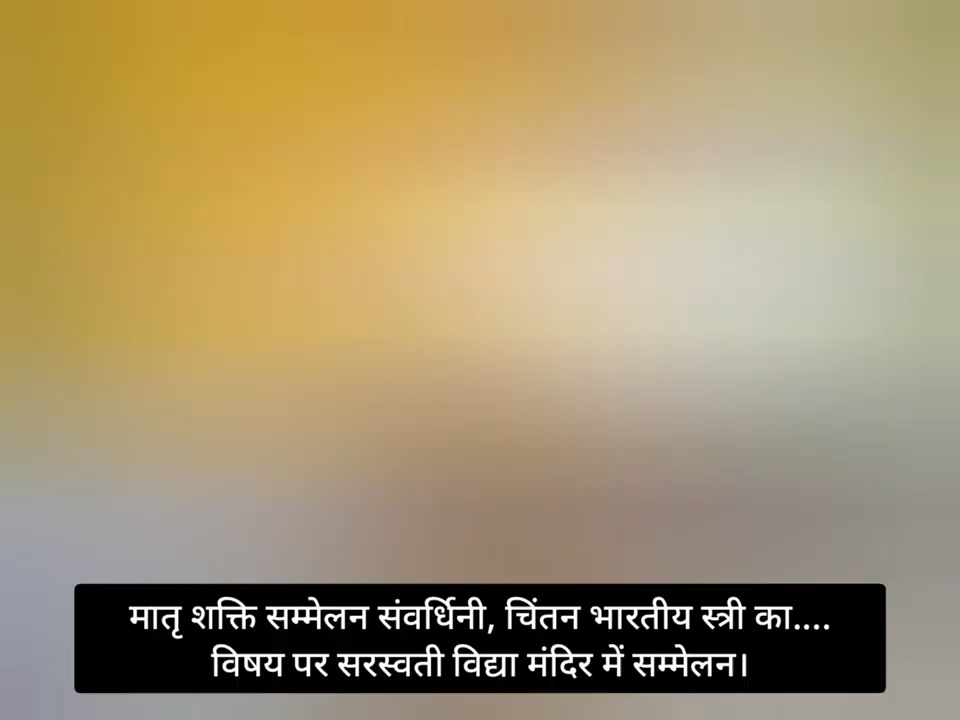 मातृ शक्ति सम्मेलन संवर्धिनी, चिंतन भारतीय स्त्री का....
विषय पर सरस्वती विद्या मंदिर में सम्मेलन।